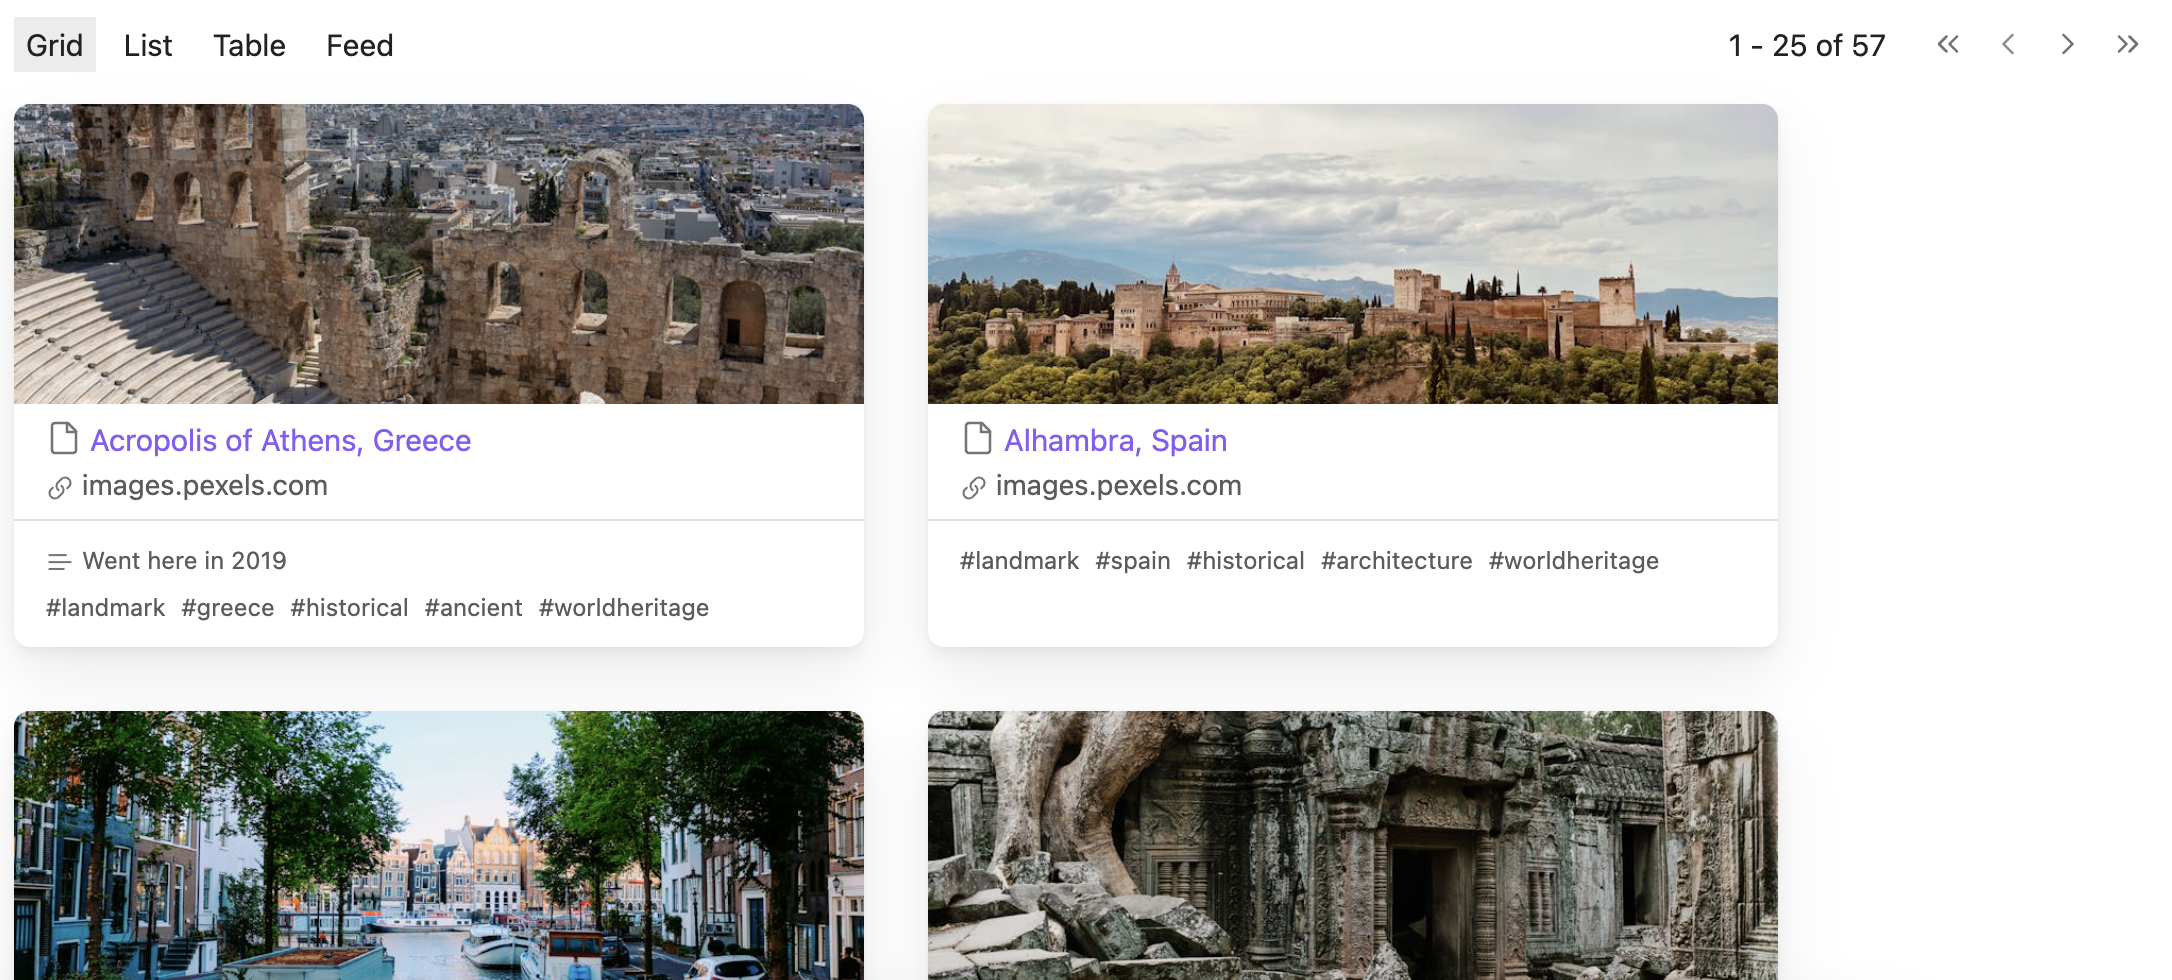 Grid List Table Feed 1 - 25 of 57
Acropolis of Athens, Greece
images.pexels.com
Went here in 2019
#landmark #greece #historical #ancient #worldheritage
Alhambra, Spain
images.pexels.com
#landmark #spain #historical #architecture #worldheritage